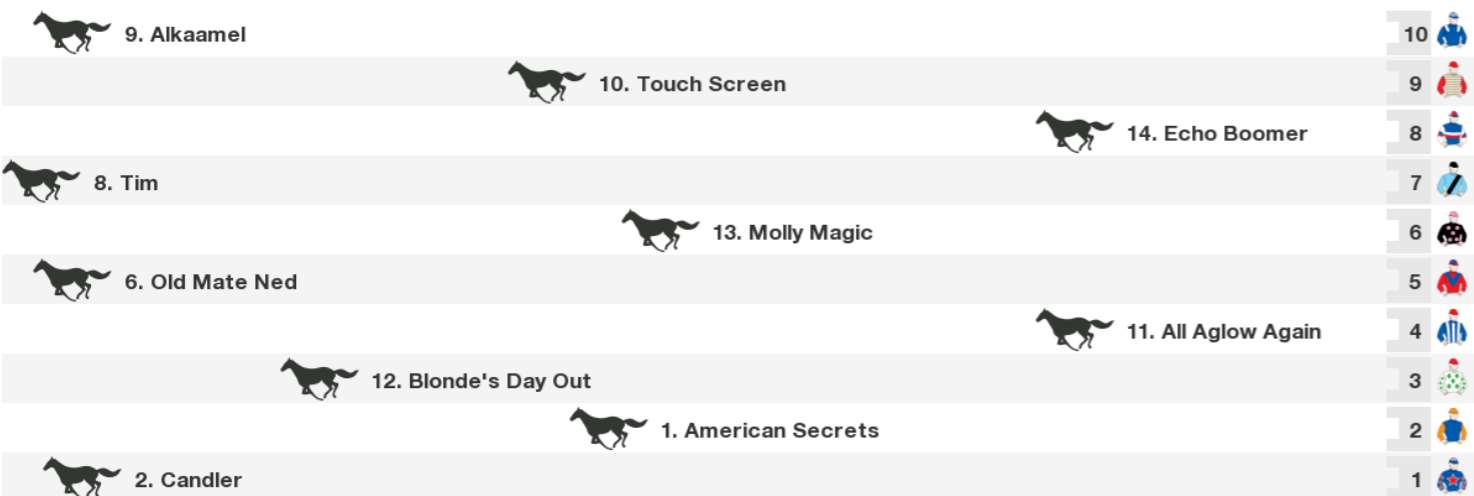 9. Alkaamel 10
10. Touch Screen 9
14. Echo Boomer 8
8. Tim 7
13. Molly Magic 6
6. Old Mate Ned 5
11. All Aglow Again 4
12. Blonde's Day Out 3
1. American Secrets 2
2. Candler 1